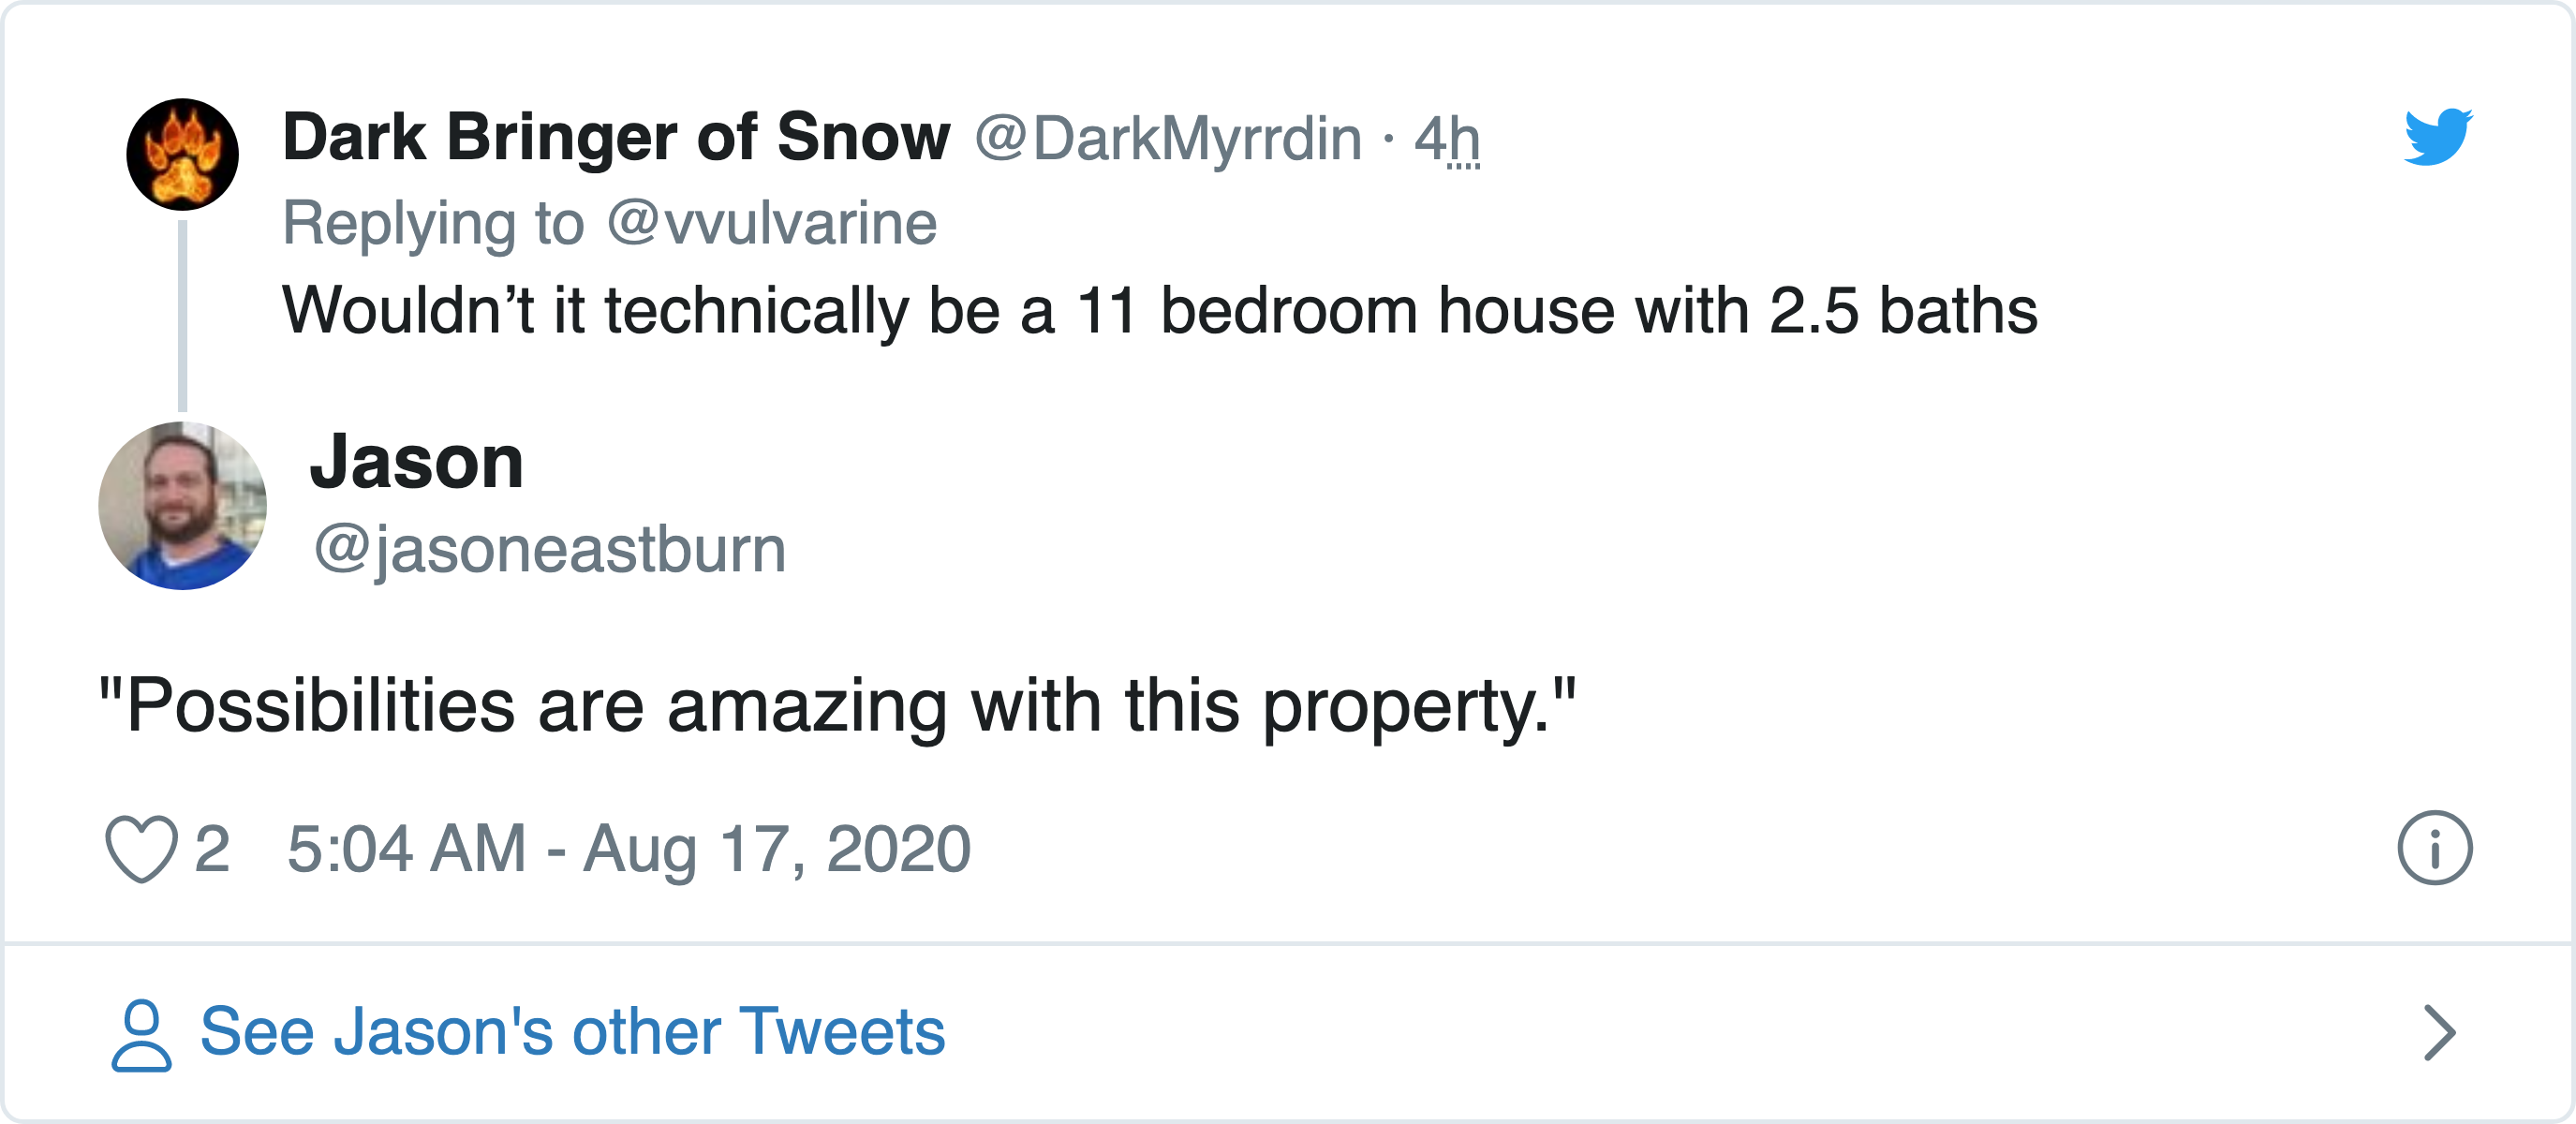 Dark Bringer of Snow @DarkMyrrdin · 4h
Replying to @vvulvarine
Wouldn’t it technically be a 11 bedroom house with 2.5 baths
Jason
@jasoneastburn
"Possibilities are amazing with this property."
2 5:04 AM - Aug 17, 2020
See Jason's other Tweets